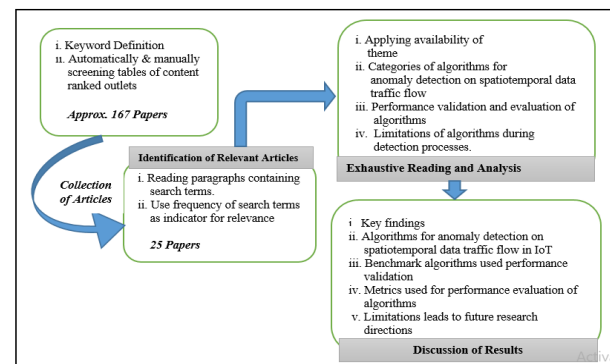 i. Keyword Definition
ii. Automatically & manually
screening tables of content
ranked outlets
Approx. 167 Papers
Collection
of Articles
Identification of Relevant Articles
i. Reading paragraphs containing
search terms.
ii. Use frequency of search terms
as indicator for relevance
25 Papers
i. Applying availability of
theme
ii. Categories of algorithms for
anomaly detection on spatiotemporal data
traffic flow
iii. Performance validation and evaluation of
algorithms
iv. Limitations of algorithms during
detection processes.
Exhaustive Reading and Analysis
i Key findings
ii. Algorithms for anomaly detection on
spatiotemporal data traffic flow in IoT
iii. Benchmark algorithms used performance
validation
iv. Metrics used for performance evaluation of
algorithms
v. Limitations leads to future research
directions
Discussion of Results
Activ